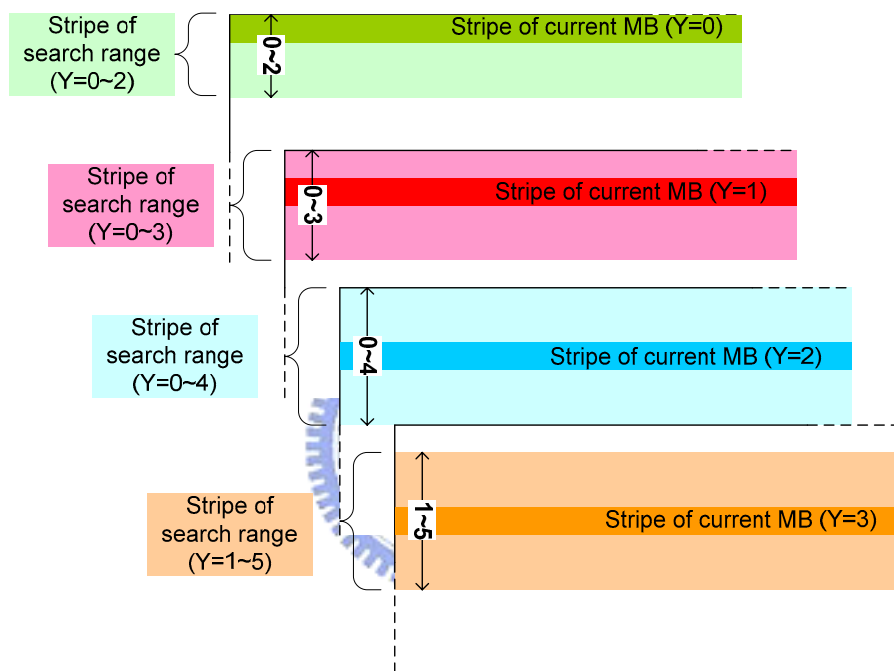 Stripe of
search range
(Y=0~2)
0~2
Stripe of current MB (Y=0)
Stripe of
search range
(Y=0~3)
0~3
Stripe of current MB (Y=1)
Stripe of
search range
(Y=0~4)
0~4
Stripe of current MB (Y=2)
Stripe of
search range
(Y=1~5)
1~5
Stripe of current MB (Y=3)